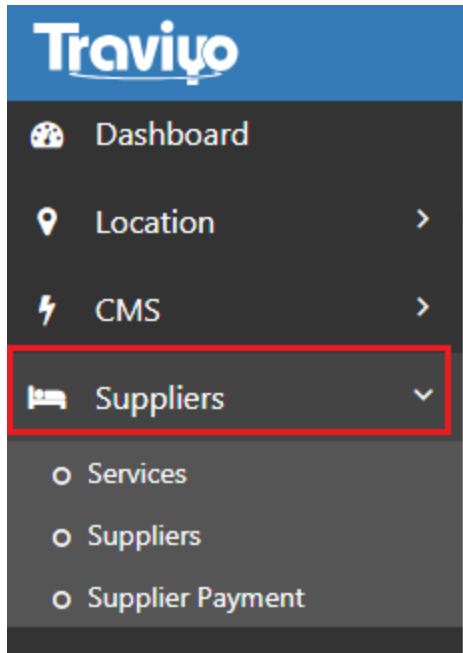 Traviyo
Dashboard
Location
CMS
Suppliers
Services
Suppliers
Supplier Payment